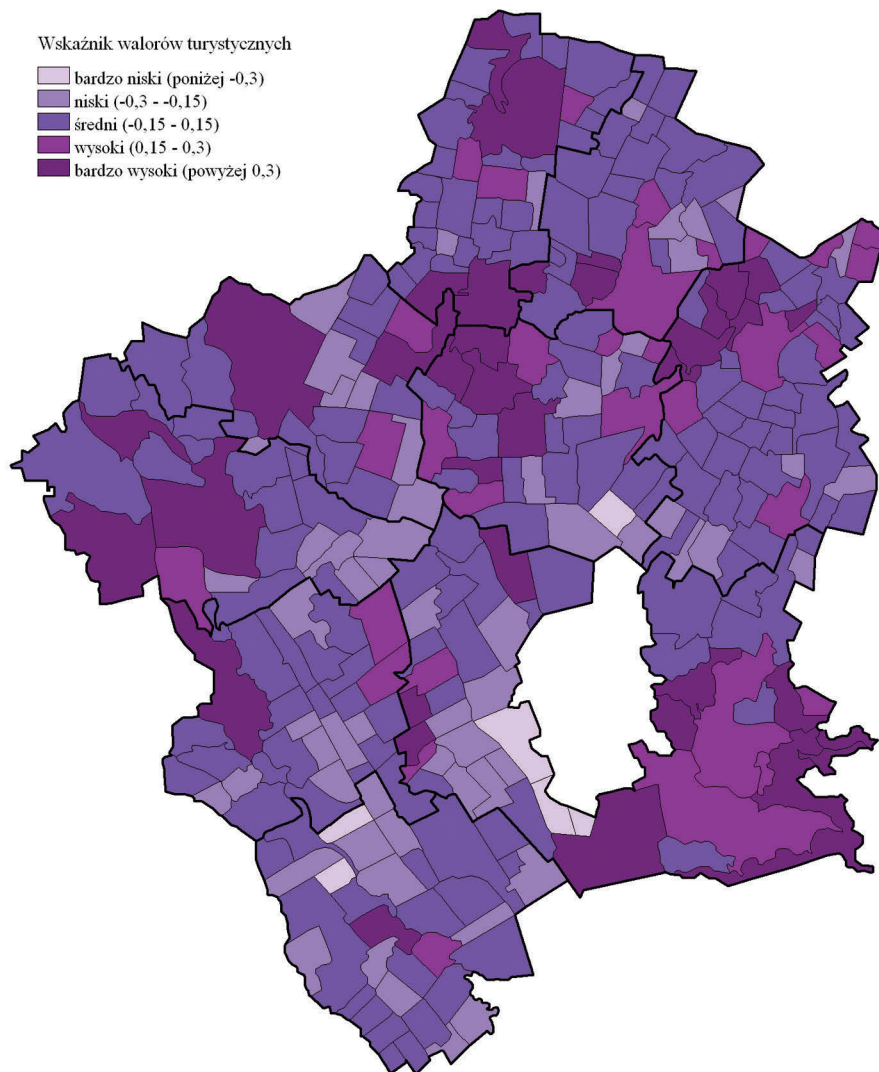 Wskaźnik walorów turystycznych
bardzo niski (poniżej -0,3)
niski (-0,3 - -0,15)
średni (-0,15 - 0,15)
wysoki (0,15 - 0,3)
bardzo wysoki (powyżej 0,3)